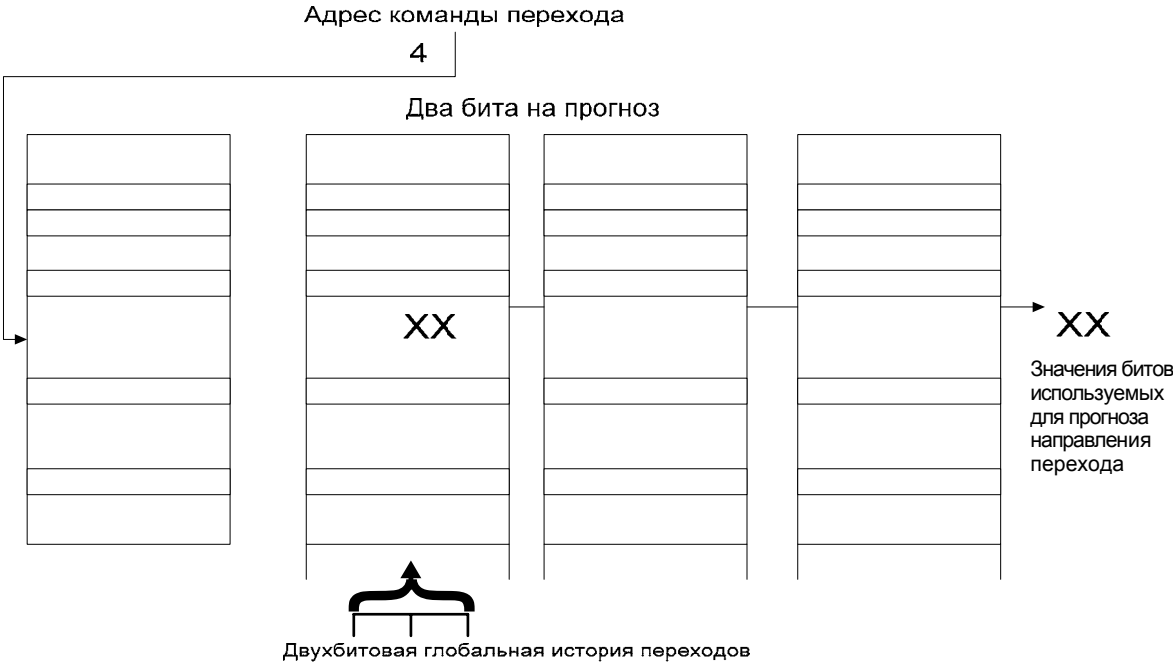 Адрес команды перехода
4
Два бита на прогноз
XX
XX
Значения битов
используемых
для прогноза
направления
перехода
Двухбитовая глобальная история переходов